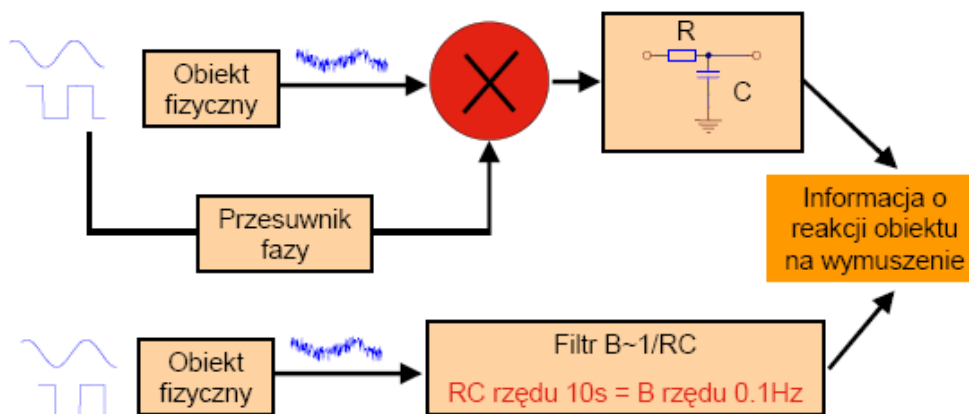 Obiekt
fizyczny
R
C
Przesuwnik
fazy
Informacja o
reakcji obiektu
na wymuszenie
Obiekt
fizyczny
Filtr B~1/RC
RC rzędu 10s = B rzędu 0.1Hz